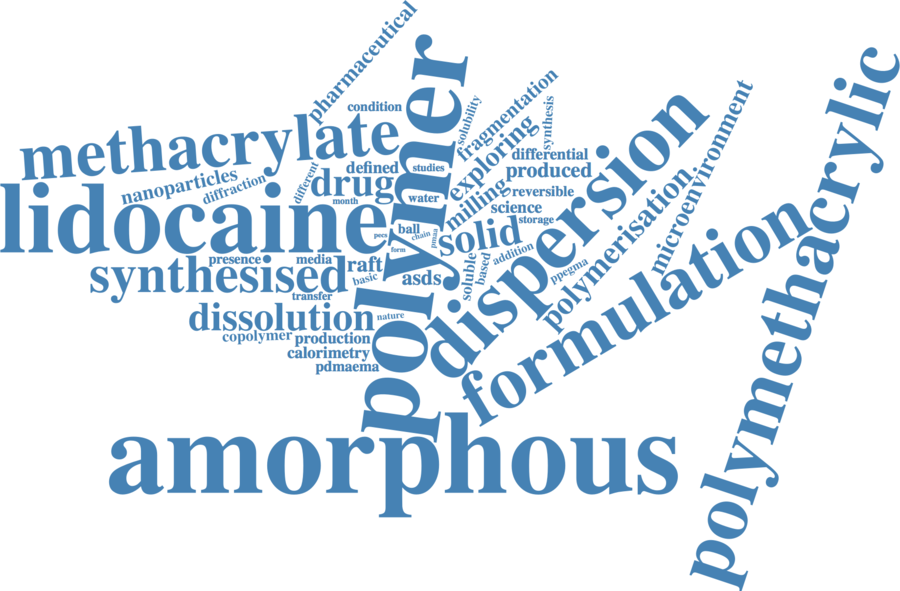 pharmaceutical
condition
methacrylate
polymer
solubility
fragmentation
synthesis
exploring
dispersion
microenvironment
polymethacrylic
nanoparticles
diffraction
different
defined
studies
differential
produced
drug
month
water
milling
reversible
science
storage
lidocaine
pecs
ball
chain
pmaa
solid
form
addition
polymerisation
formulation
synthesised
presence
media
raft
basic
asds
soluble
based
ppegma
transfer
dissolution
nature
copolymer
production
calorimetry
pdmaema
amorphous